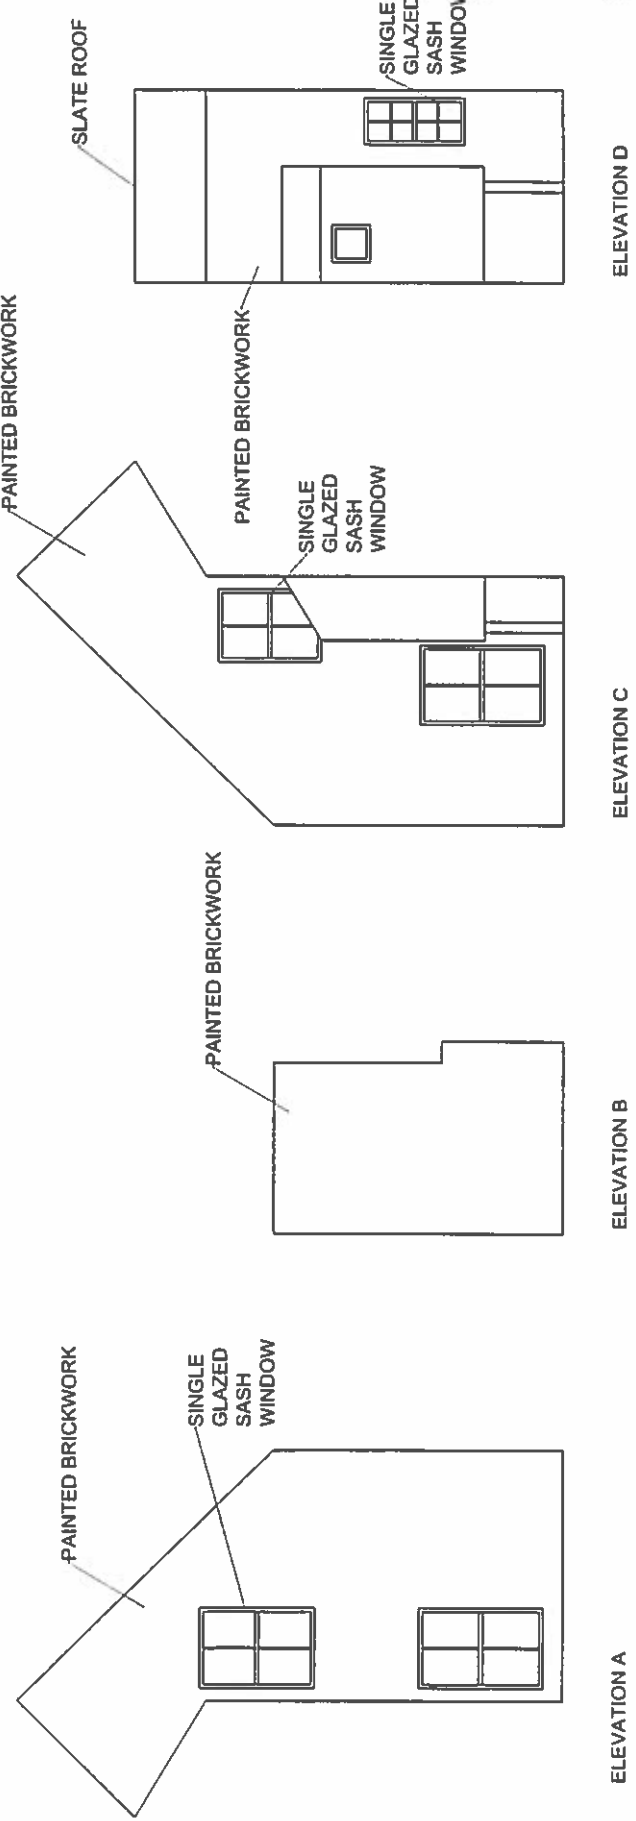 PAINTED BRICKWORK
SINGLE
GLAZED
SASH
WINDOW
ELEVATION A
PAINTED BRICKWORK
ELEVATION B
PAINTED BRICKWORK
SINGLE
GLAZED
SASH
WINDOW
ELEVATION C
SLATE ROOF
PAINTED BRICKWORK
SINGLE
GLAZED
SASH
WINDOW
ELEVATION D